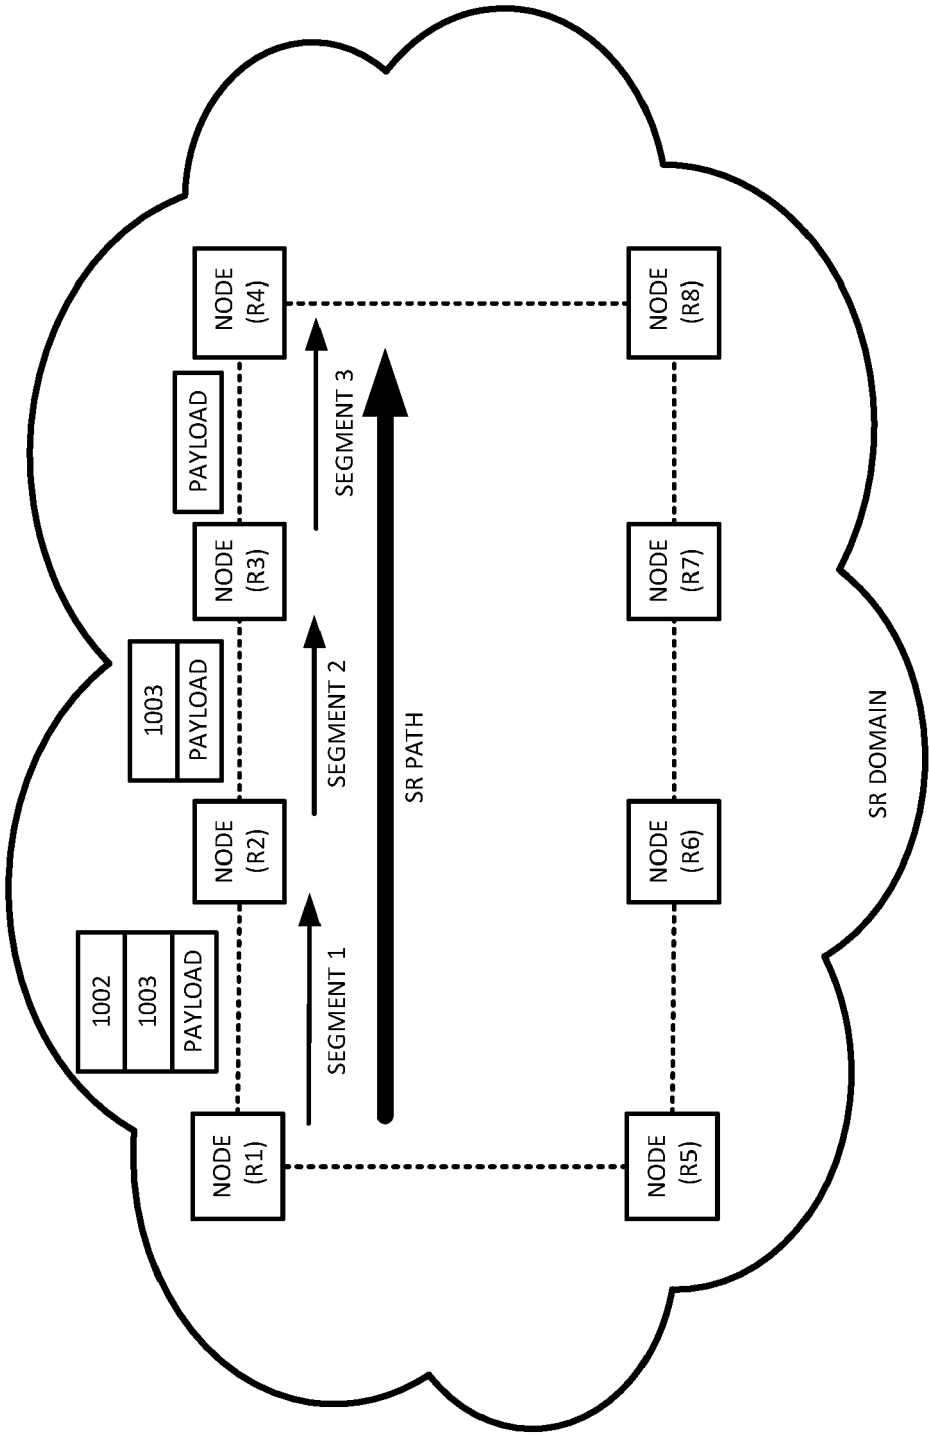 1002
1003
PAYLOAD
1003
PAYLOAD
PAYLOAD
NODE
(R1)
NODE
(R2)
NODE
(R3)
NODE
(R4)
SEGMENT 1
SEGMENT 2
SEGMENT 3
SR PATH
NODE
(R5)
NODE
(R6)
NODE
(R7)
NODE
(R8)
SR DOMAIN